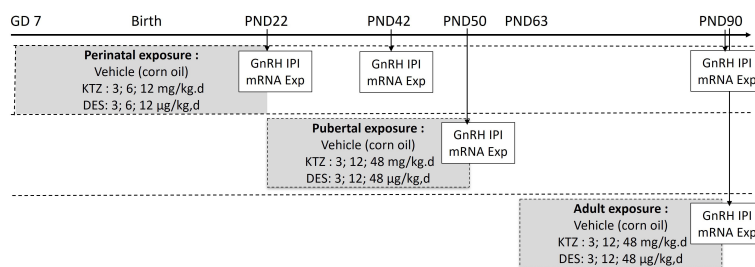 GD 7 Birth PND22 PND42 PND50 PND63 PND90
Perinatal exposure :
Vehicle (corn oil)
KTZ : 3; 6; 12 mg/kg.d
DES: 3; 6; 12 µg/kg,d
GnRH IPI
mRNA Exp
GnRH IPI
mRNA Exp
GnRH IPI
mRNA Exp
Pubertal exposure :
Vehicle (corn oil)
KTZ : 3; 12; 48 mg/kg.d
DES: 3; 12; 48 µg/kg,d
GnRH IPI
mRNA Exp
Adult exposure :
Vehicle (corn oil)
KTZ : 3; 12; 48 mg/kg.d
DES: 3; 12; 48 µg/kg,d
GnRH IPI
mRNA Exp